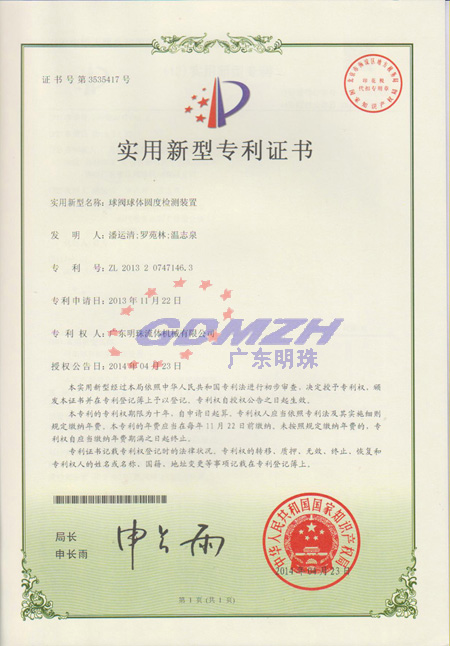 证书号第3535417号
实用新型专利证书
实用新型名称：球阀球体圆度检测装置
发 明 人：潘运清;罗苑林;温志泉
专 利 号：ZL 2013 2 0747146.3
专利申请日：2013年11月22日
专 利 权 人：广东明珠流体机械有限公司
GDMZH
广东明珠
授权公告日：2014年04月23日
本实用新型经过本局依照中华人民共和国专利法进行初步审查，决定授予专利权，颁
发本证书并在专利登记簿上予以登记。专利权自授权公告之日起生效。
本专利的专利权期限为十年，自申请日起算。专利权人应当依照专利法及其实施细则
规定缴纳年费。本专利的年费应当在每年11月22日前缴纳。未按照规定缴纳年费的，专
利权自应当缴纳年费期满之日起终止。
专利证书记载专利权登记时的法律状况。专利权的转移、质押、无效、终止、恢复和
专利权人的姓名或名称、国籍、地址变更等事项记载在专利登记簿上。
局长
申长雨
申长雨
中华人民共和国国家知识产权局
2014年04月23日
第1页(共1页)